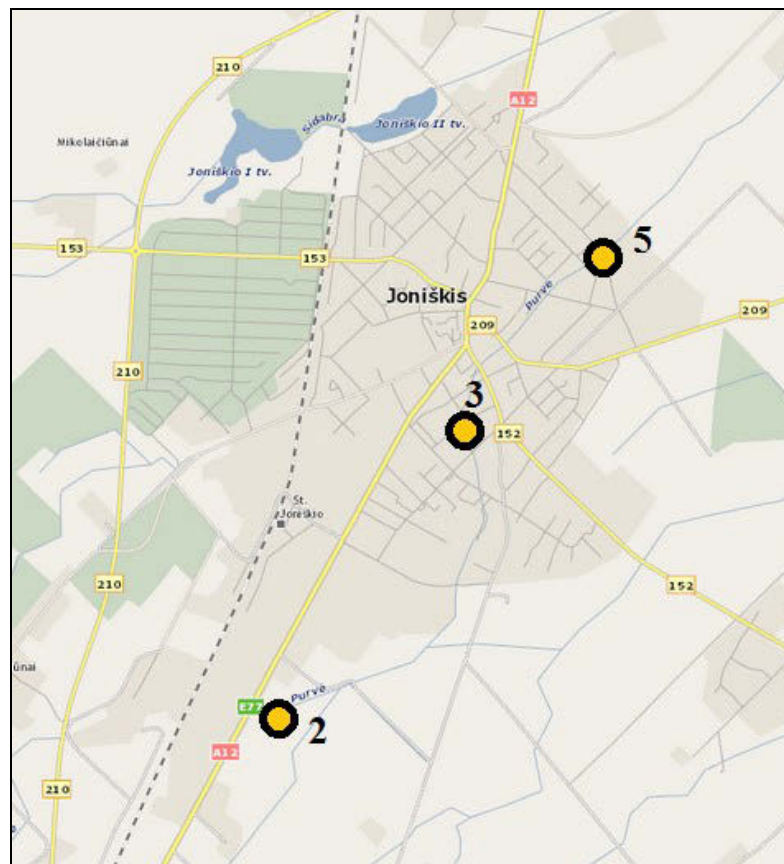 210
A12
Sidabra
Joniškio II tv.
Mikolaičiūnai
Joniškio I tv.
5
153
153
Purvė
Joniškis
209
209
210
3
152
St.
Joniškio
210
152
ūnai
Purvė
E77
2
A12
210